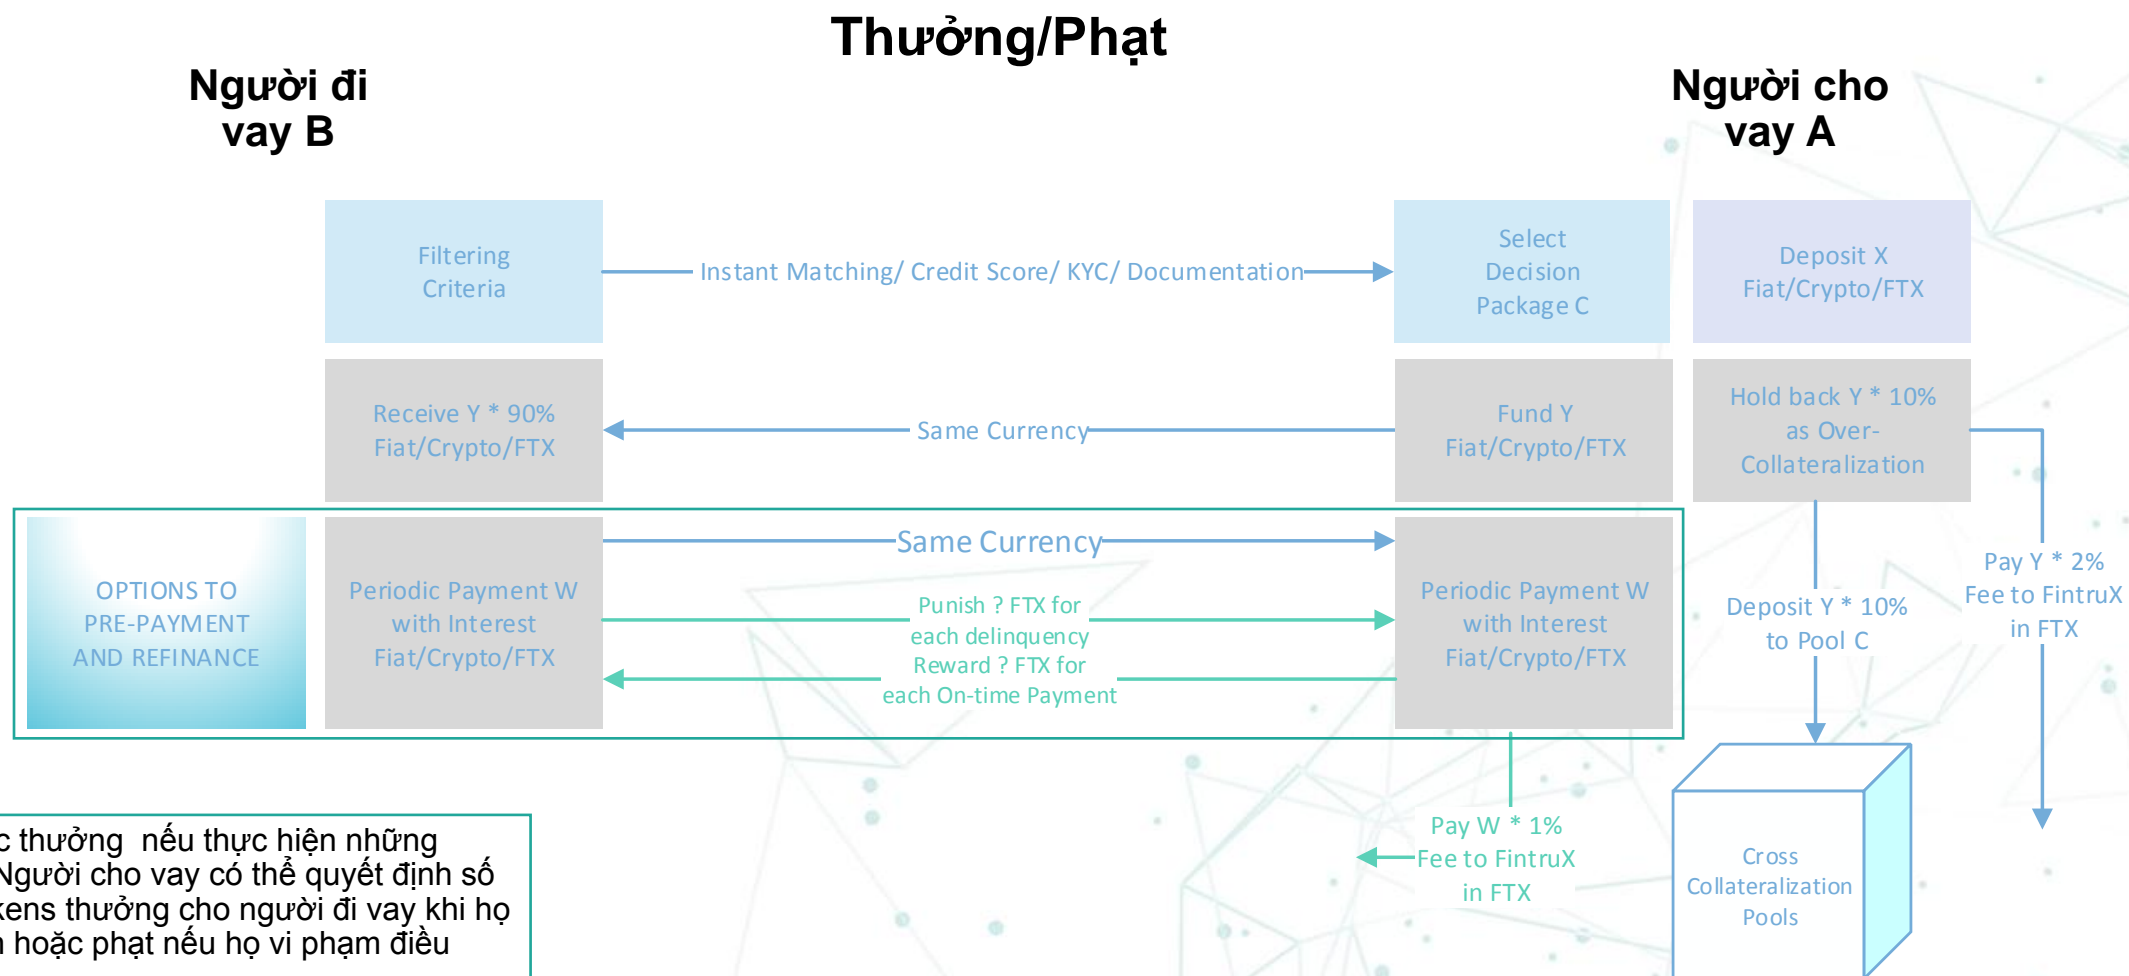 Thưởng/Phạt
Người đi
vay B
Người cho
vay A
Filtering
Criteria
Instant Matching/ Credit Score/ KYC/ Documentation
Select
Decision
Package C
Deposit X
Fiat/Crypto/FTX
Receive Y * 90%
Fiat/Crypto/FTX
Same Currency
Fund Y
Fiat/Crypto/FTX
Hold back Y * 10%
as Over-
Collateralization
OPTIONS TO
PRE-PAYMENT
AND REFINANCE
Periodic Payment W
with Interest
Fiat/Crypto/FTX
Same Currency
Punish ? FTX for
each delinquency
Reward ? FTX for
each On-time Payment
Periodic Payment W
with Interest
Fiat/Crypto/FTX
Deposit Y * 10%
to Pool C
Pay Y * 2%
Fee to FintruX
in FTX
Pay W * 1%
Fee to FintruX
in FTX
Cross
Collateralization
Pools
thưởng nếu thực hiện những
Người cho vay có thể quyết định số
thưởng cho người đi vay khi họ
hoặc phạt nếu họ vi phạm điều